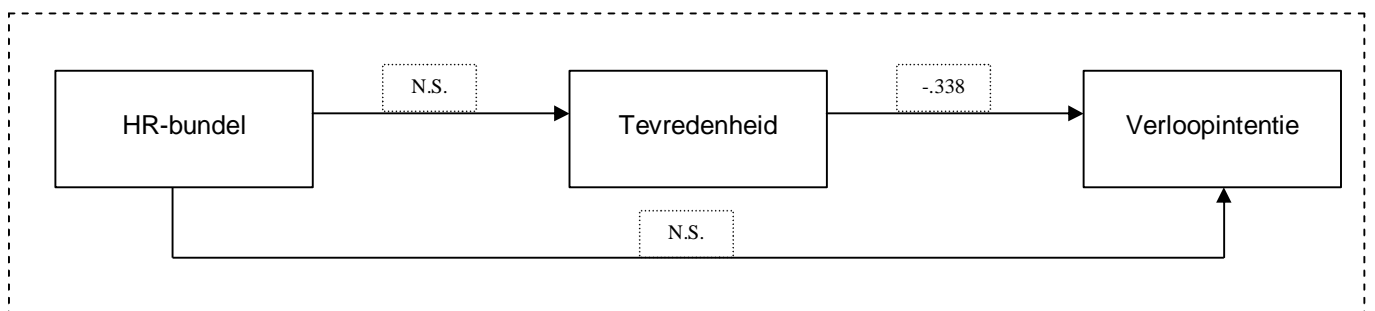 N.S.
-.338
HR-bundel
Tevredenheid
Verloopintentie
N.S.